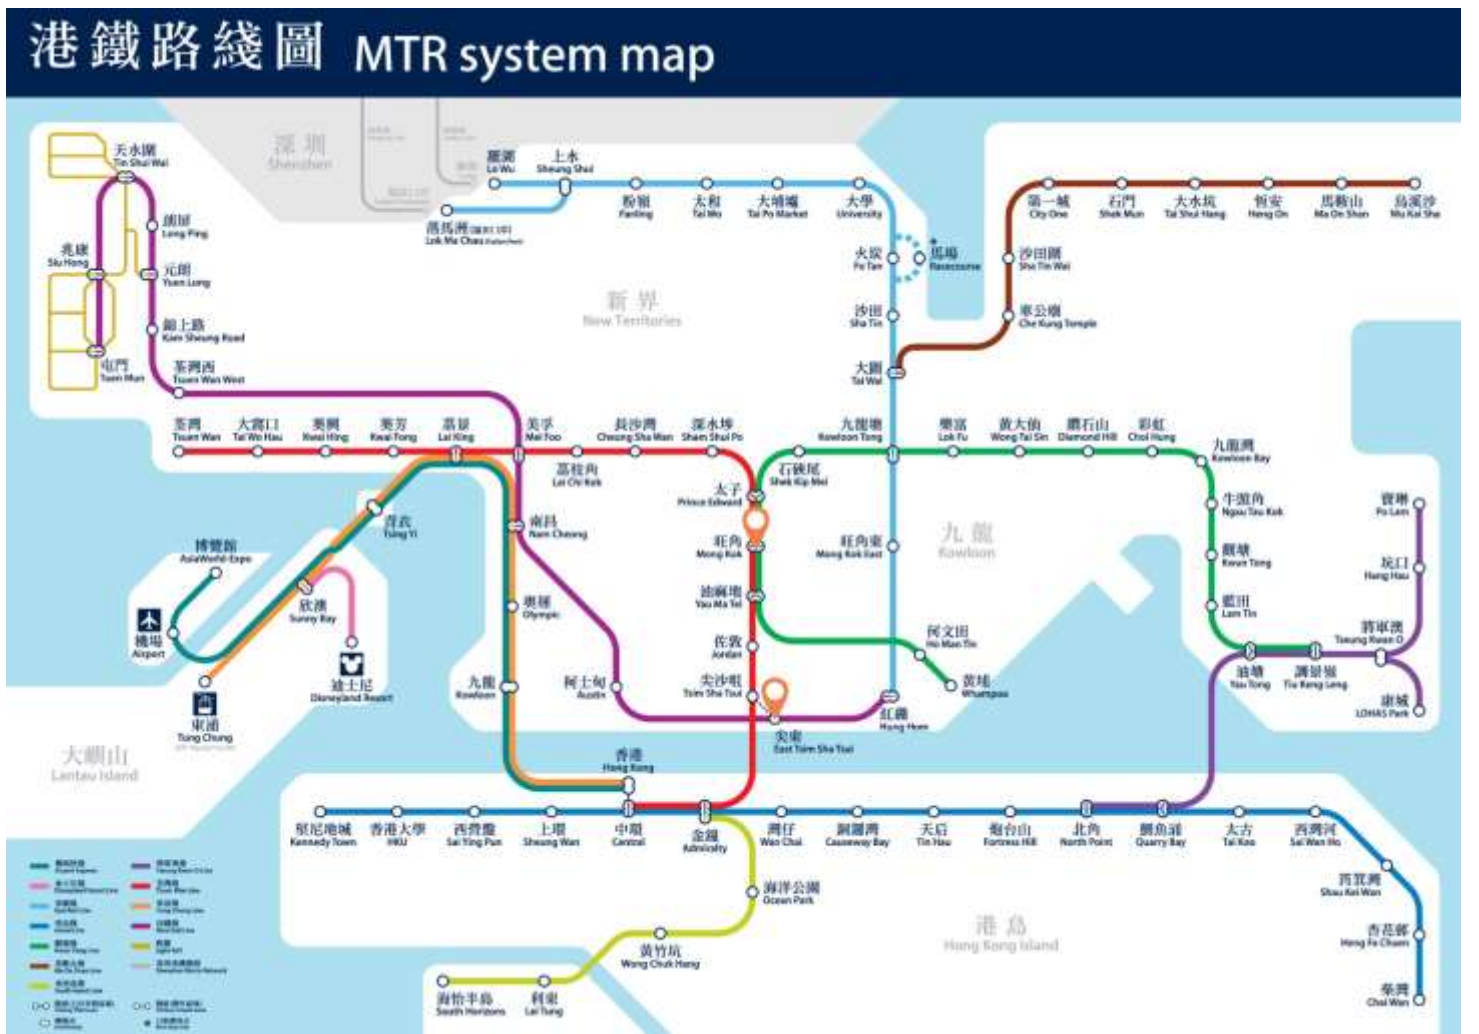 港鐵路綫圖 MTR system map
深圳
Shenzhen
天水圍
Tin Shui Wai
朗屏
Long Ping
兆康
Siu Hong
元朗
Yuen Long
錦上路
Kam Sheung Road
屯門
Tuen Mun
荃灣西
Tsuen Wan West
羅湖
Lo Wu
上水
Sheung Shui
粉嶺
Fanling
太和
Tai Wo
大埔墟
Tai Po Market
大學
University
落馬洲
Lok Ma Chau
火炭
Fo Tan
馬場
Racecourse
沙田
Sha Tin
大圍
Tai Wai
第一城
City One
石門
Shek Mun
大水坑
Tai Shui Hang
恆安
Heng On
馬鞍山
Ma On Shan
烏溪沙
Wu Kai Sha
沙田圍
Sha Tin Wai
車公廟
Che Kung Temple
新界
New Territories
荃灣
Tsuen Wan
大窩口
Tai Wo Hau
葵興
Kwai Hing
葵芳
Kwai Fong
荔景
Lai King
美孚
Mei Foo
荔枝角
Lai Chi Kok
長沙灣
Cheung Sha Wan
深水埗
Sham Shui Po
太子
Prince Edward
石硤尾
Shek Kip Mei
九龍塘
Kowloon Tong
樂富
Lok Fu
黃大仙
Wong Tai Sin
鑽石山
Diamond Hill
彩虹
Choi Hung
九龍灣
Kowloon Bay
牛頭角
Ngau Tau Kok
觀塘
Kwun Tong
藍田
Lam Tin
油塘
Yau Tong
調景嶺
Tiu Keng Leng
將軍澳
Tseung Kwan O
寶琳
Po Lam
坑口
Hang Hau
康城
LOHAS Park
九龍
Kowloon
旺角
Mong Kok
旺角東
Mong Kok East
油麻地
Yau Ma Tei
何文田
Ho Man Tin
黃埔
Whampoa
佐敦
Jordan
尖沙咀
Tsim Sha Tsui
尖東
East Tsim Sha Tsui
紅磡
Hung Hom
南昌
Nam Cheong
奧運
Olympic
九龍
Kowloon
柯士甸
Austin
青衣
Tsing Yi
博覽館
AsiaWorld-Expo
機場
Airport
欣澳
Sunny Bay
迪士尼
Disneyland Resort
東涌
Tung Chung
大嶼山
Lantau Island
香港
Hong Kong
堅尼地城
Kennedy Town
香港大學
HKU
西營盤
Sai Ying Pun
上環
Sheung Wan
中環
Central
金鐘
Admiralty
灣仔
Wan Chai
銅鑼灣
Causeway Bay
天后
Tin Hau
炮台山
Fortress Hill
北角
North Point
鰂魚涌
Quarry Bay
太古
Tai Koo
西灣河
Sai Wan Ho
筲箕灣
Shau Kei Wan
杏花邨
Heng Fa Chuen
柴灣
Chai Wan
海洋公園
Ocean Park
黃竹坑
Wong Chuk Hang
利東
Lei Tung
海怡半島
South Horizons
港島
Hong Kong Island